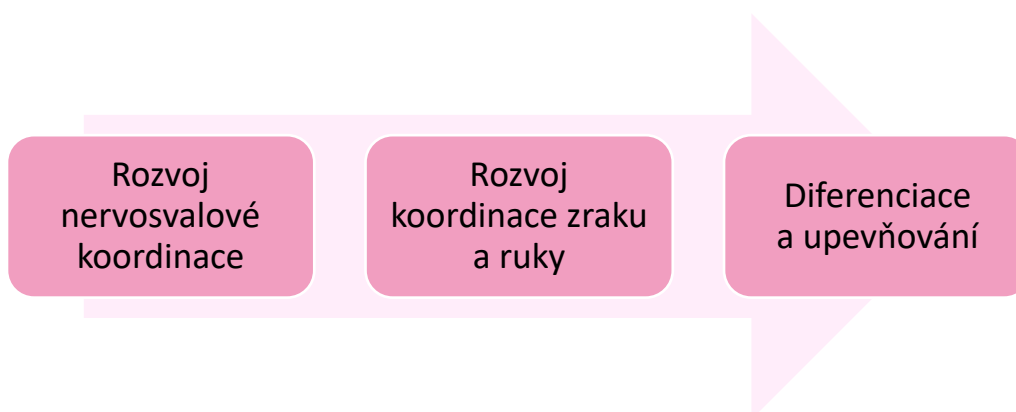 Rozvoj
nervosvalové
koordinace
Rozvoj
koordinace zraku
a ruky
Diferenciace
a upevňování